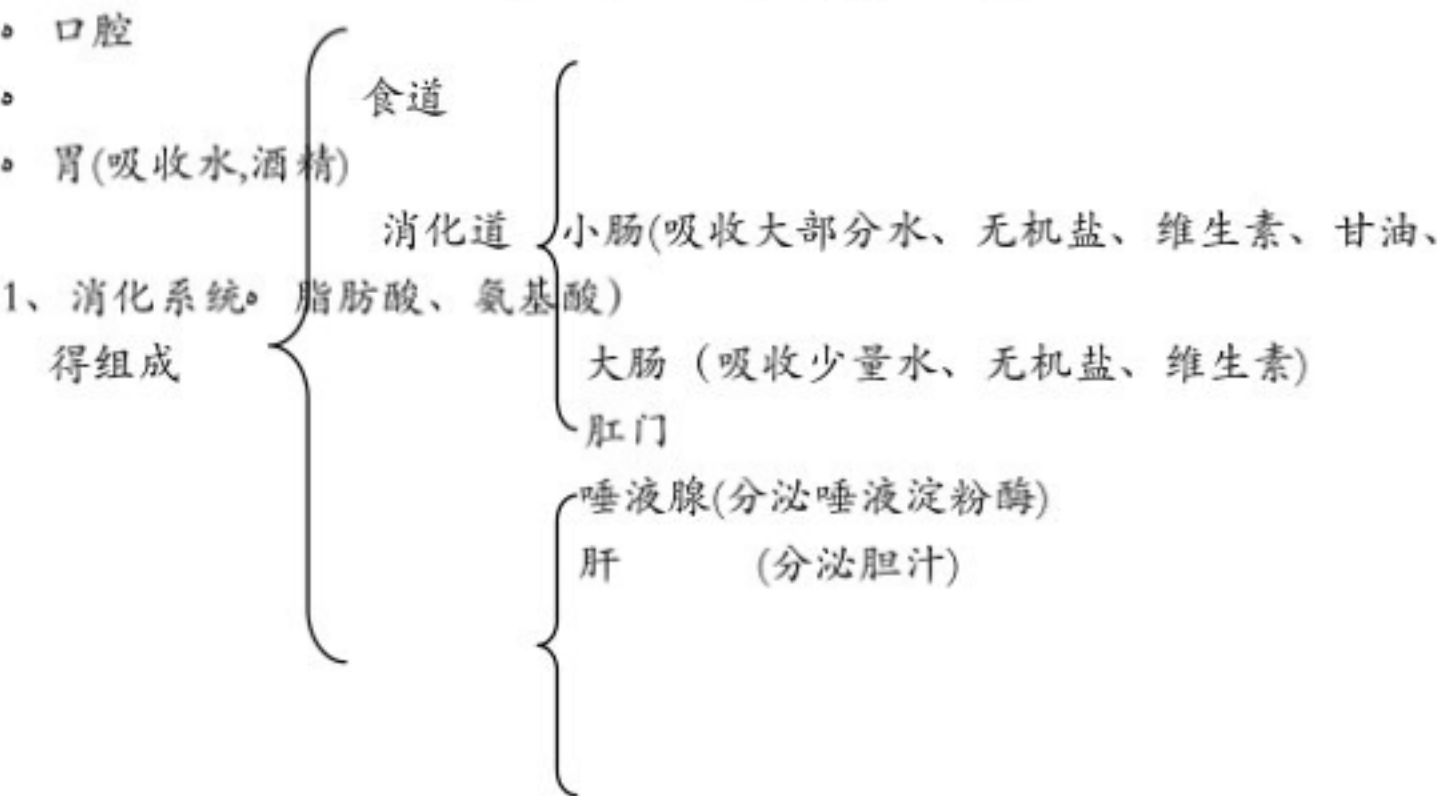 口腔
食道
胃(吸收水,酒精)
消化道 小肠(吸收大部分水、无机盐、维生素、甘油、
1、消化系统 脂肪酸、氨基酸)
得组成
大肠(吸收少量水、无机盐、维生素)
肛门
唾液腺(分泌唾液淀粉酶)
肝 (分泌胆汁)